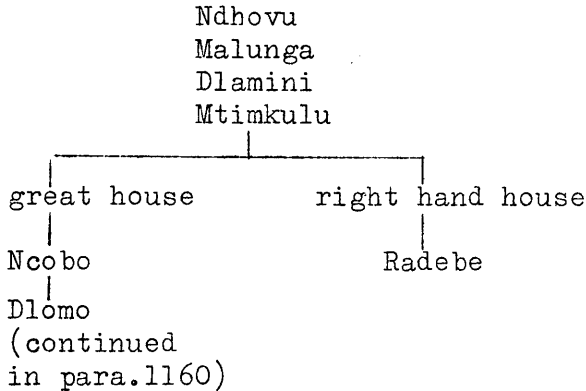 Ndhovu
Malunga
Dlamini
Mtimkulu
great house right hand house
Ncobo Radebe
Dlomo
(continued
in para.1160)